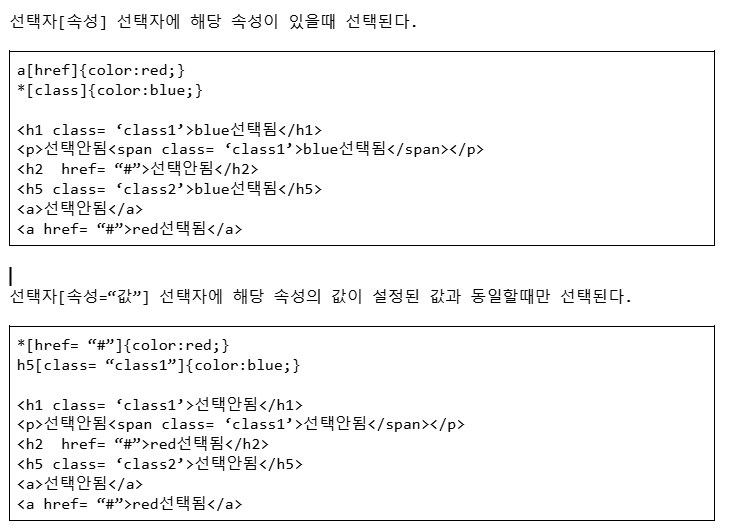 선택자[속성] 선택자에 해당 속성이 있을때 선택된다.
a[href]{color:red;}
*[class]{color:blue;}
<h1 class= ‘class1’>blue선택됨</h1>
<p>선택안됨<span class= ‘class1’>blue선택됨</span></p>
<h2  href= “#”>선택안됨</h2>
<h5 class= ‘class2’>blue선택됨</h5>
<a>선택안됨</a>
<a href= “#”>red선택됨</a>
선택자[속성=“값”] 선택자에 해당 속성의 값이 설정된 값과 동일할때만 선택된다.
*[href= “#”]{color:red;}
h5[class= “class1”]{color:blue;}
<h1 class= ‘class1’>선택안됨</h1>
<p>선택안됨<span class= ‘class1’>선택안됨</span></p>
<h2  href= “#”>red선택됨</h2>
<h5 class= ‘class2’>선택안됨</h5>
<a>선택안됨</a>
<a href= “#”>red선택됨</a>